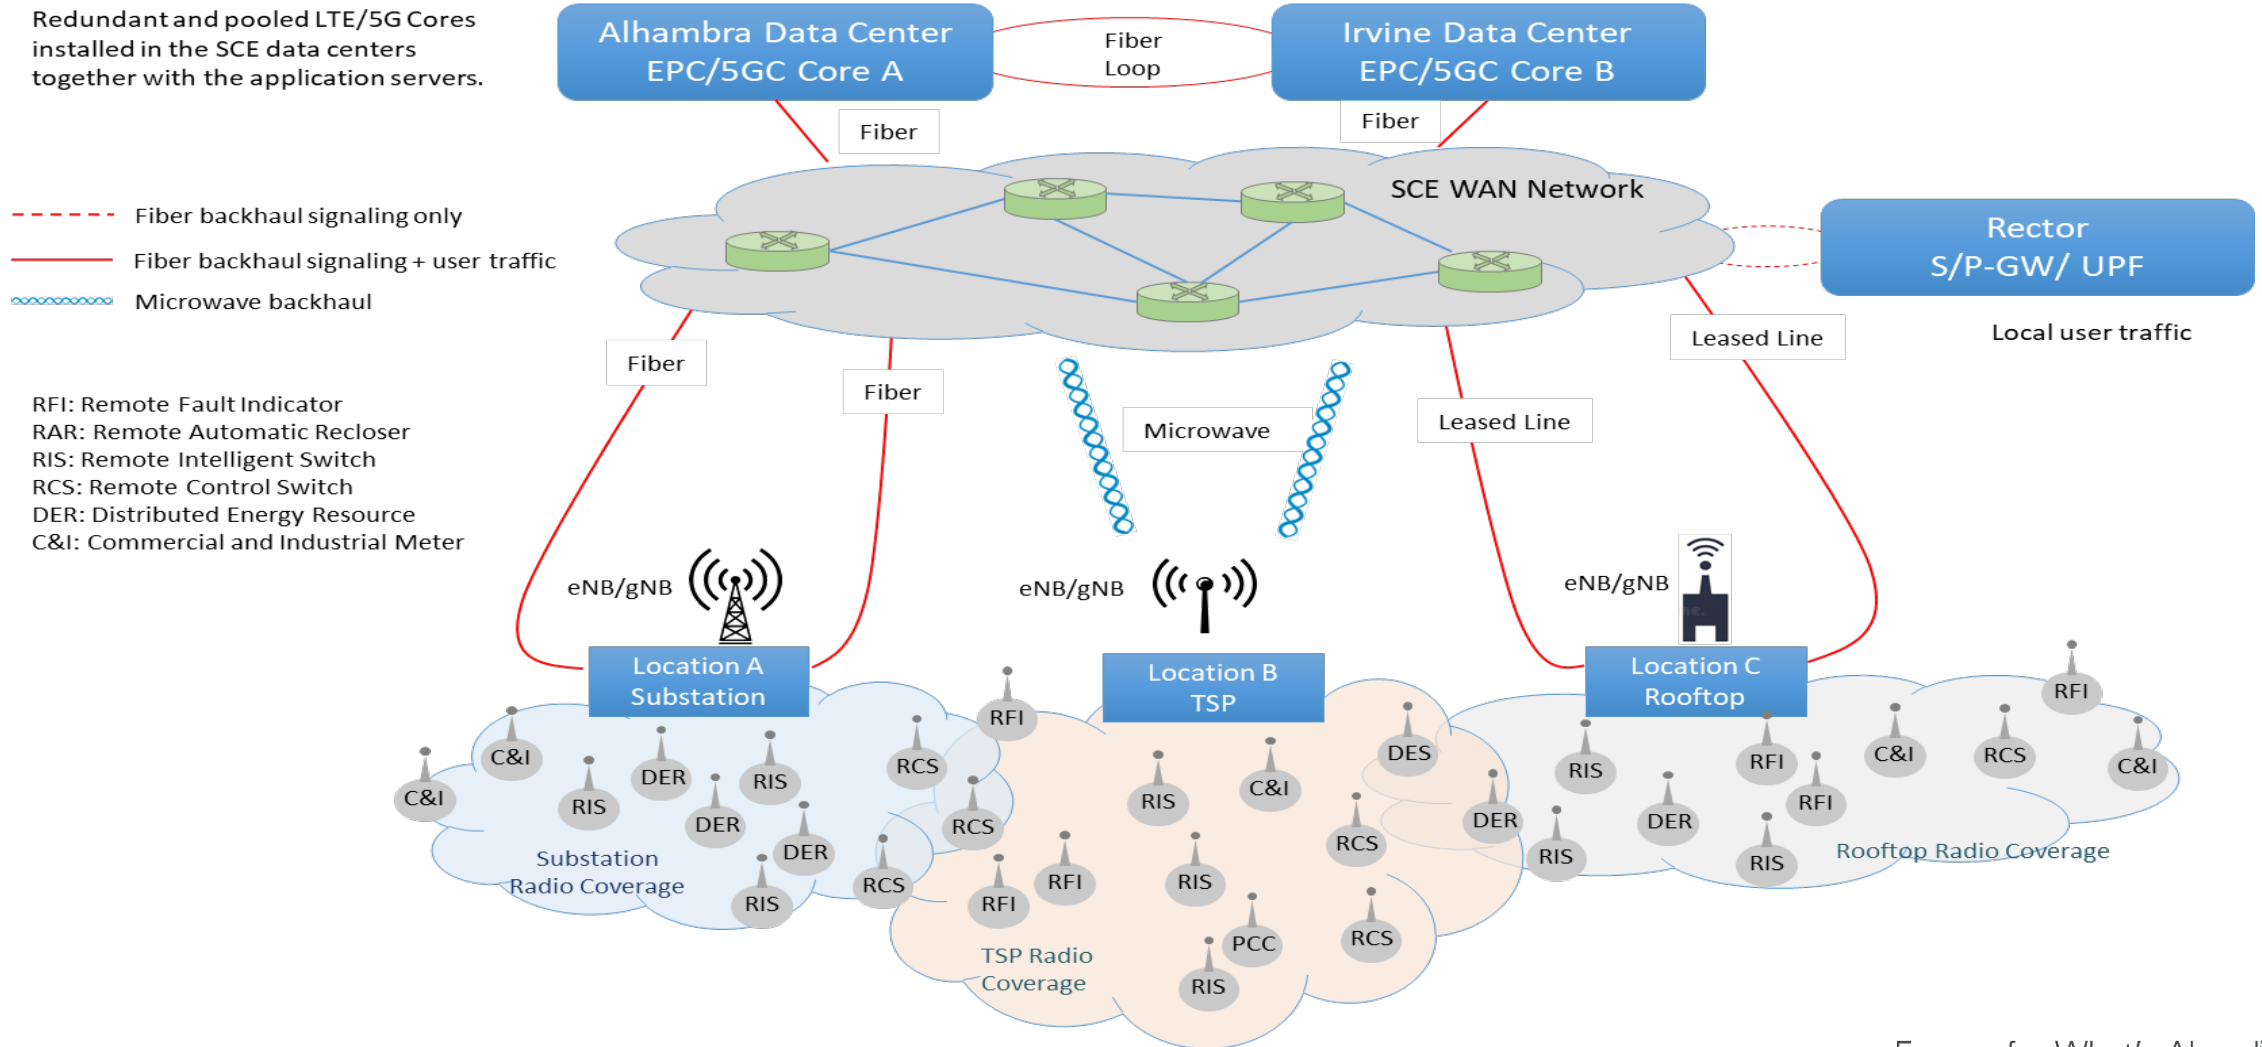 Redundant and pooled LTE/5G Cores
installed in the SCE data centers
together with the application servers.
Alhambra Data Center
EPC/5GC Core A
Fiber
Loop
Irvine Data Center
EPC/5GC Core B
Fiber
Fiber
SCE WAN Network
Fiber backhaul signaling only
Fiber backhaul signaling + user traffic
Microwave backhaul
Rector
S/P-GW/ UPF
Local user traffic
Fiber
Fiber
Microwave
Leased Line
Leased Line
RFI: Remote Fault Indicator
RAR: Remote Automatic Recloser
RIS: Remote Intelligent Switch
RCS: Remote Control Switch
DER: Distributed Energy Resource
C&I: Commercial and Industrial Meter
eNB/gNB
eNB/gNB
eNB/gNB
Location A
Substation
Location B
TSP
Location C
Rooftop
C&I
C&I
RIS
DER
DER
RIS
DER
RIS
RCS
RCS
RCS
Substation
Radio Coverage
RFI
RFI
RFI
RIS
C&I
RIS
DES
RCS
DER
RCS
PCC
RIS
TSP Radio
Coverage
RIS
RIS
DER
RFI
RFI
RIS
C&I
RCS
RFI
C&I
Rooftop Radio Coverage